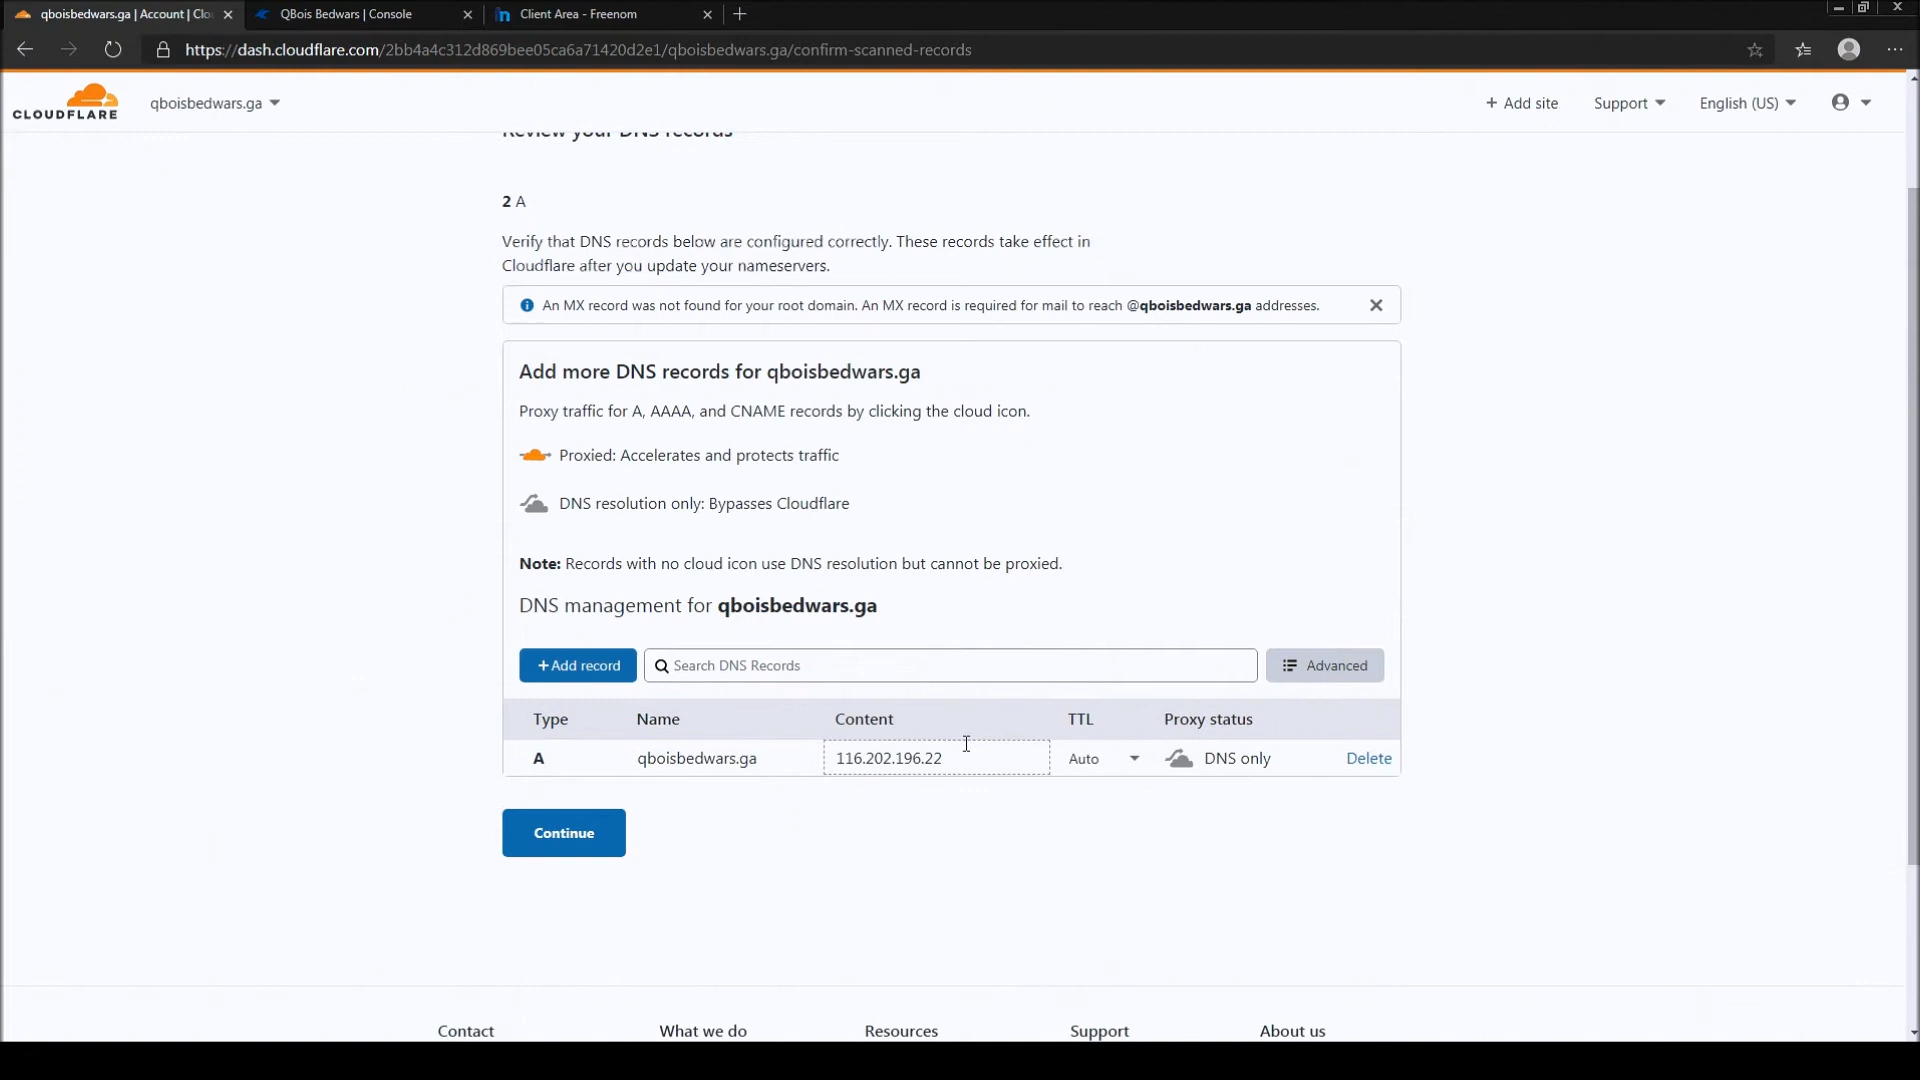 qboisbedwars.ga | Account | Clo
QBois Bedwars | Console
Client Area - Freenom
https://dash.cloudflare.com/2bb4a4c312d869bee05ca6a71420d2e1/qboisbedwars.ga/confirm-scanned-records
CLOUDFLARE
qboisbedwars.ga
+ Add site
Support
English (US)
Review your DNS records
2 A
Verify that DNS records below are configured correctly. These records take effect in
Cloudflare after you update your nameservers.
An MX record was not found for your root domain. An MX record is required for mail to reach @qboisbedwars.ga addresses.
Add more DNS records for qboisbedwars.ga
Proxy traffic for A, AAAA, and CNAME records by clicking the cloud icon.
Proxied: Accelerates and protects traffic
DNS resolution only: Bypasses Cloudflare
Note: Records with no cloud icon use DNS resolution but cannot be proxied.
DNS management for qboisbedwars.ga
+Add record
Search DNS Records
Advanced
Type Name Content TTL Proxy status
A qboisbedwars.ga 116.202.196.22 Auto DNS only Delete
Continue
Contact What we do Resources Support About us